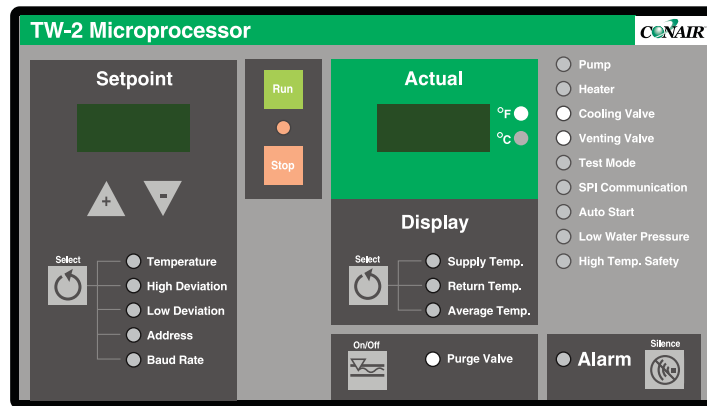 TW-2 Microprocessor
CONAIR
Setpoint
+
-
Select
Temperature
High Deviation
Low Deviation
Address
Baud Rate
Run
Stop
Actual
°F
°C
Display
Select
Supply Temp.
Return Temp.
Average Temp.
On/Off
Purge Valve
Pump
Heater
Cooling Valve
Venting Valve
Test Mode
SPI Communication
Auto Start
Low Water Pressure
High Temp. Safety
Alarm
Silence